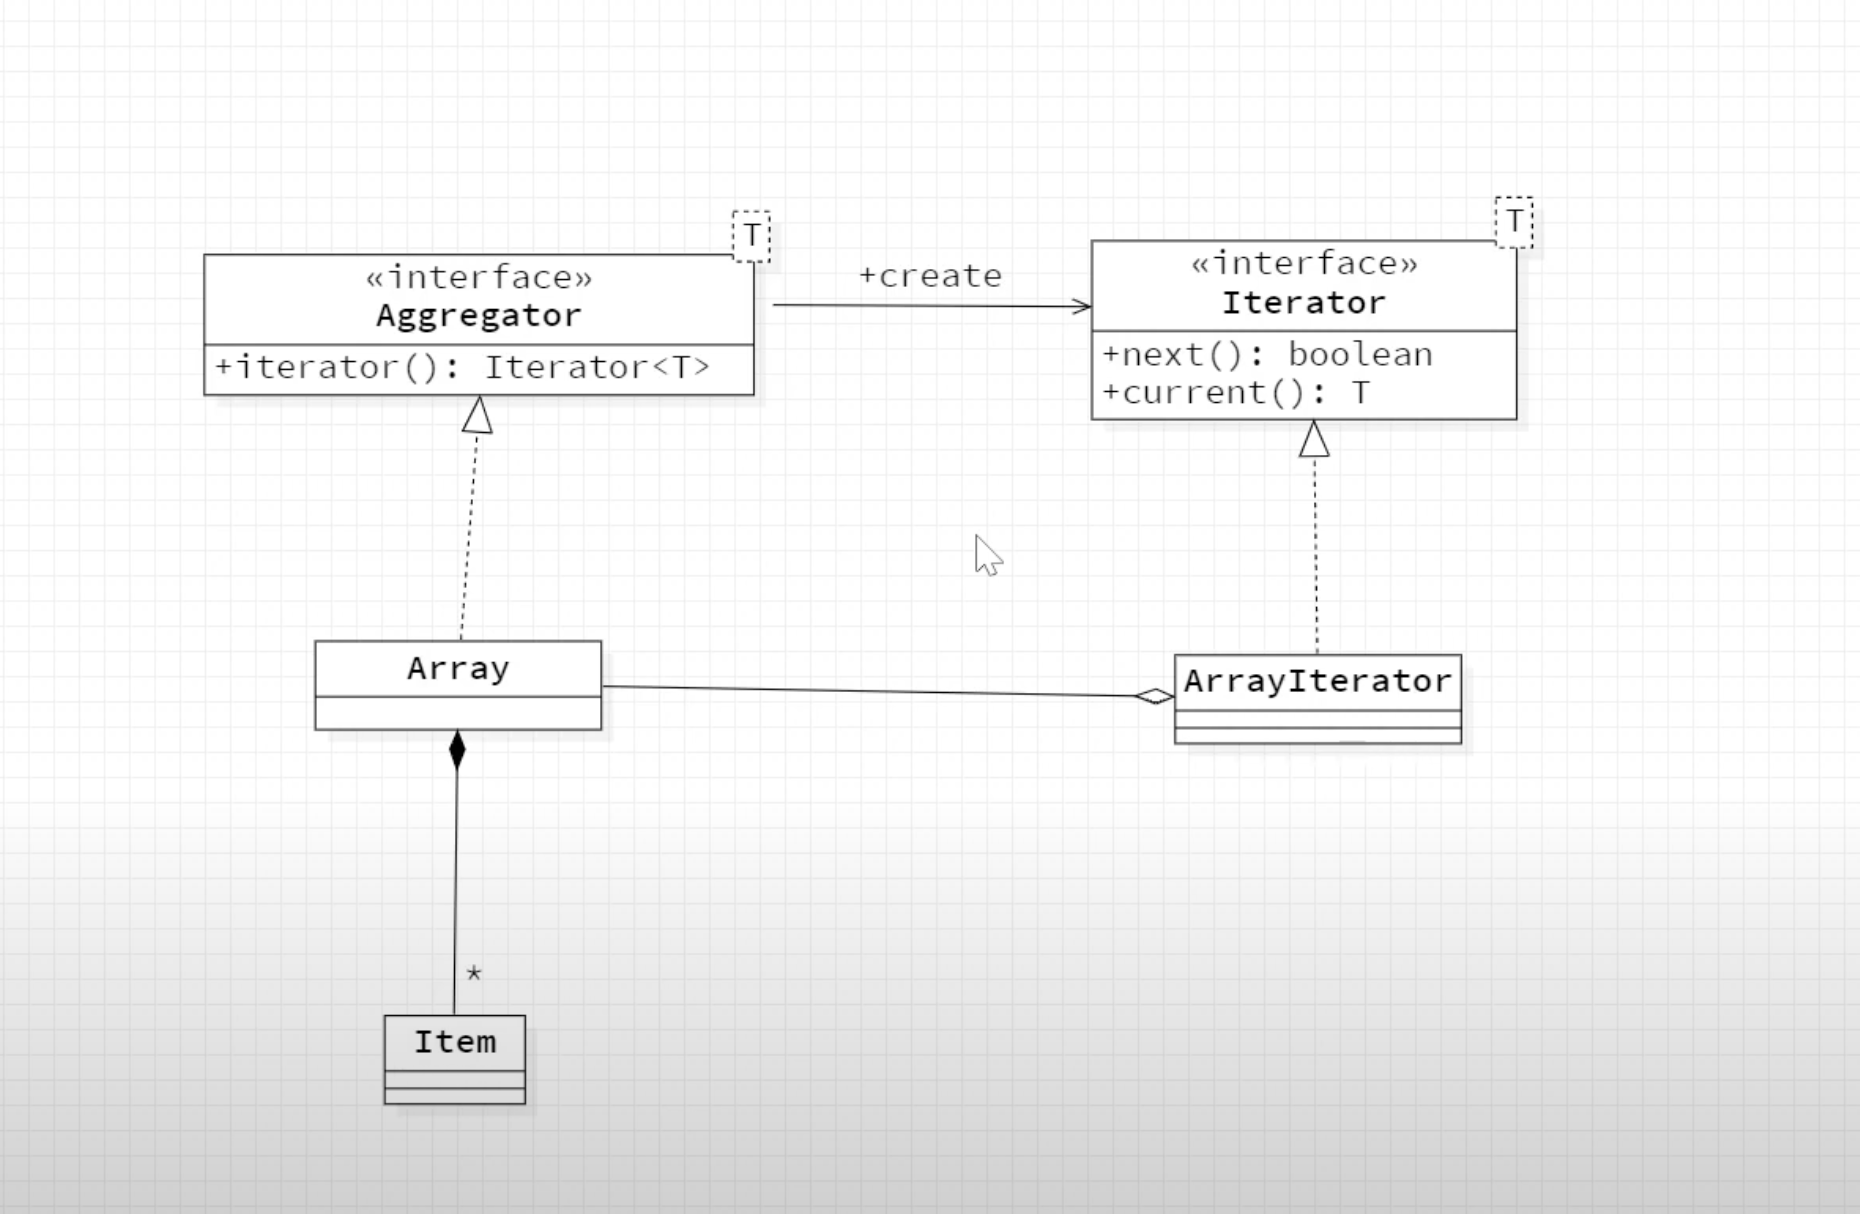 T
«interface»
Aggregator
+iterator(): Iterator<T>
+create
T
«interface»
Iterator
+next(): boolean
+current(): T
Array
ArrayIterator
*
Item